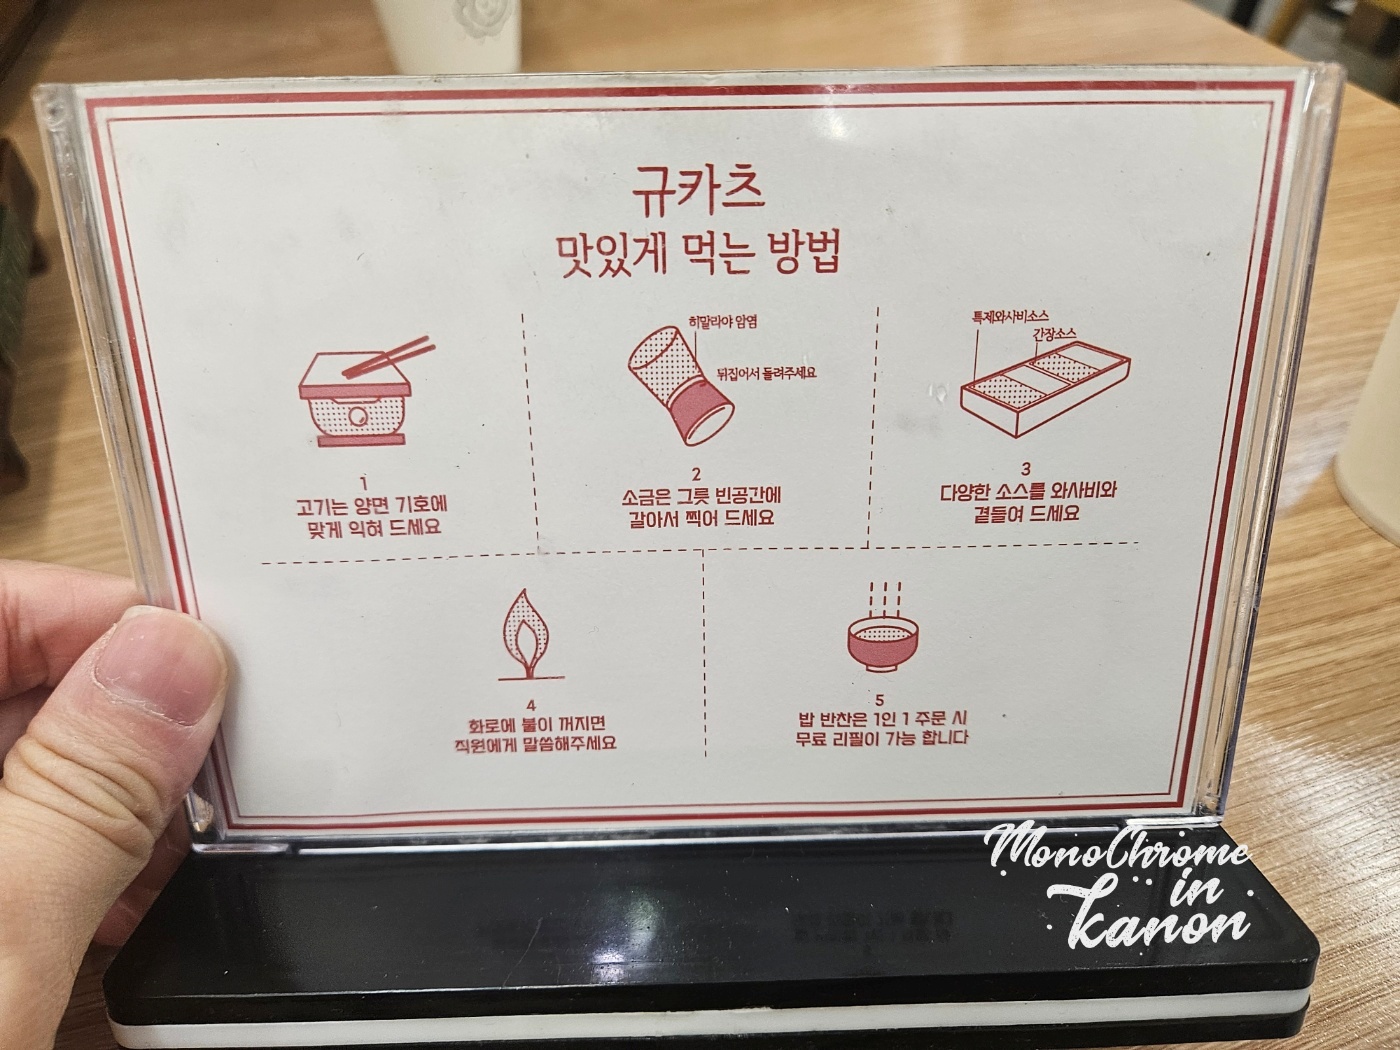 규카츠
맛있게 먹는 방법
1
고기는 양면 기호에
맞게 익혀 드세요
히말라야 암염
뒤집어서 돌려주세요
2
소금은 그릇 빈공간에
갈아서 찍어 드세요
특제와사비소스
간장소스
3
다양한 소스를 와사비와
곁들여 드세요
4
화로에 불이 꺼지면
직원에게 말씀해주세요
5
밥 반찬은 1인 1 주문 시
무료 리필이 가능 합니다
MonoChrome
in
kanon